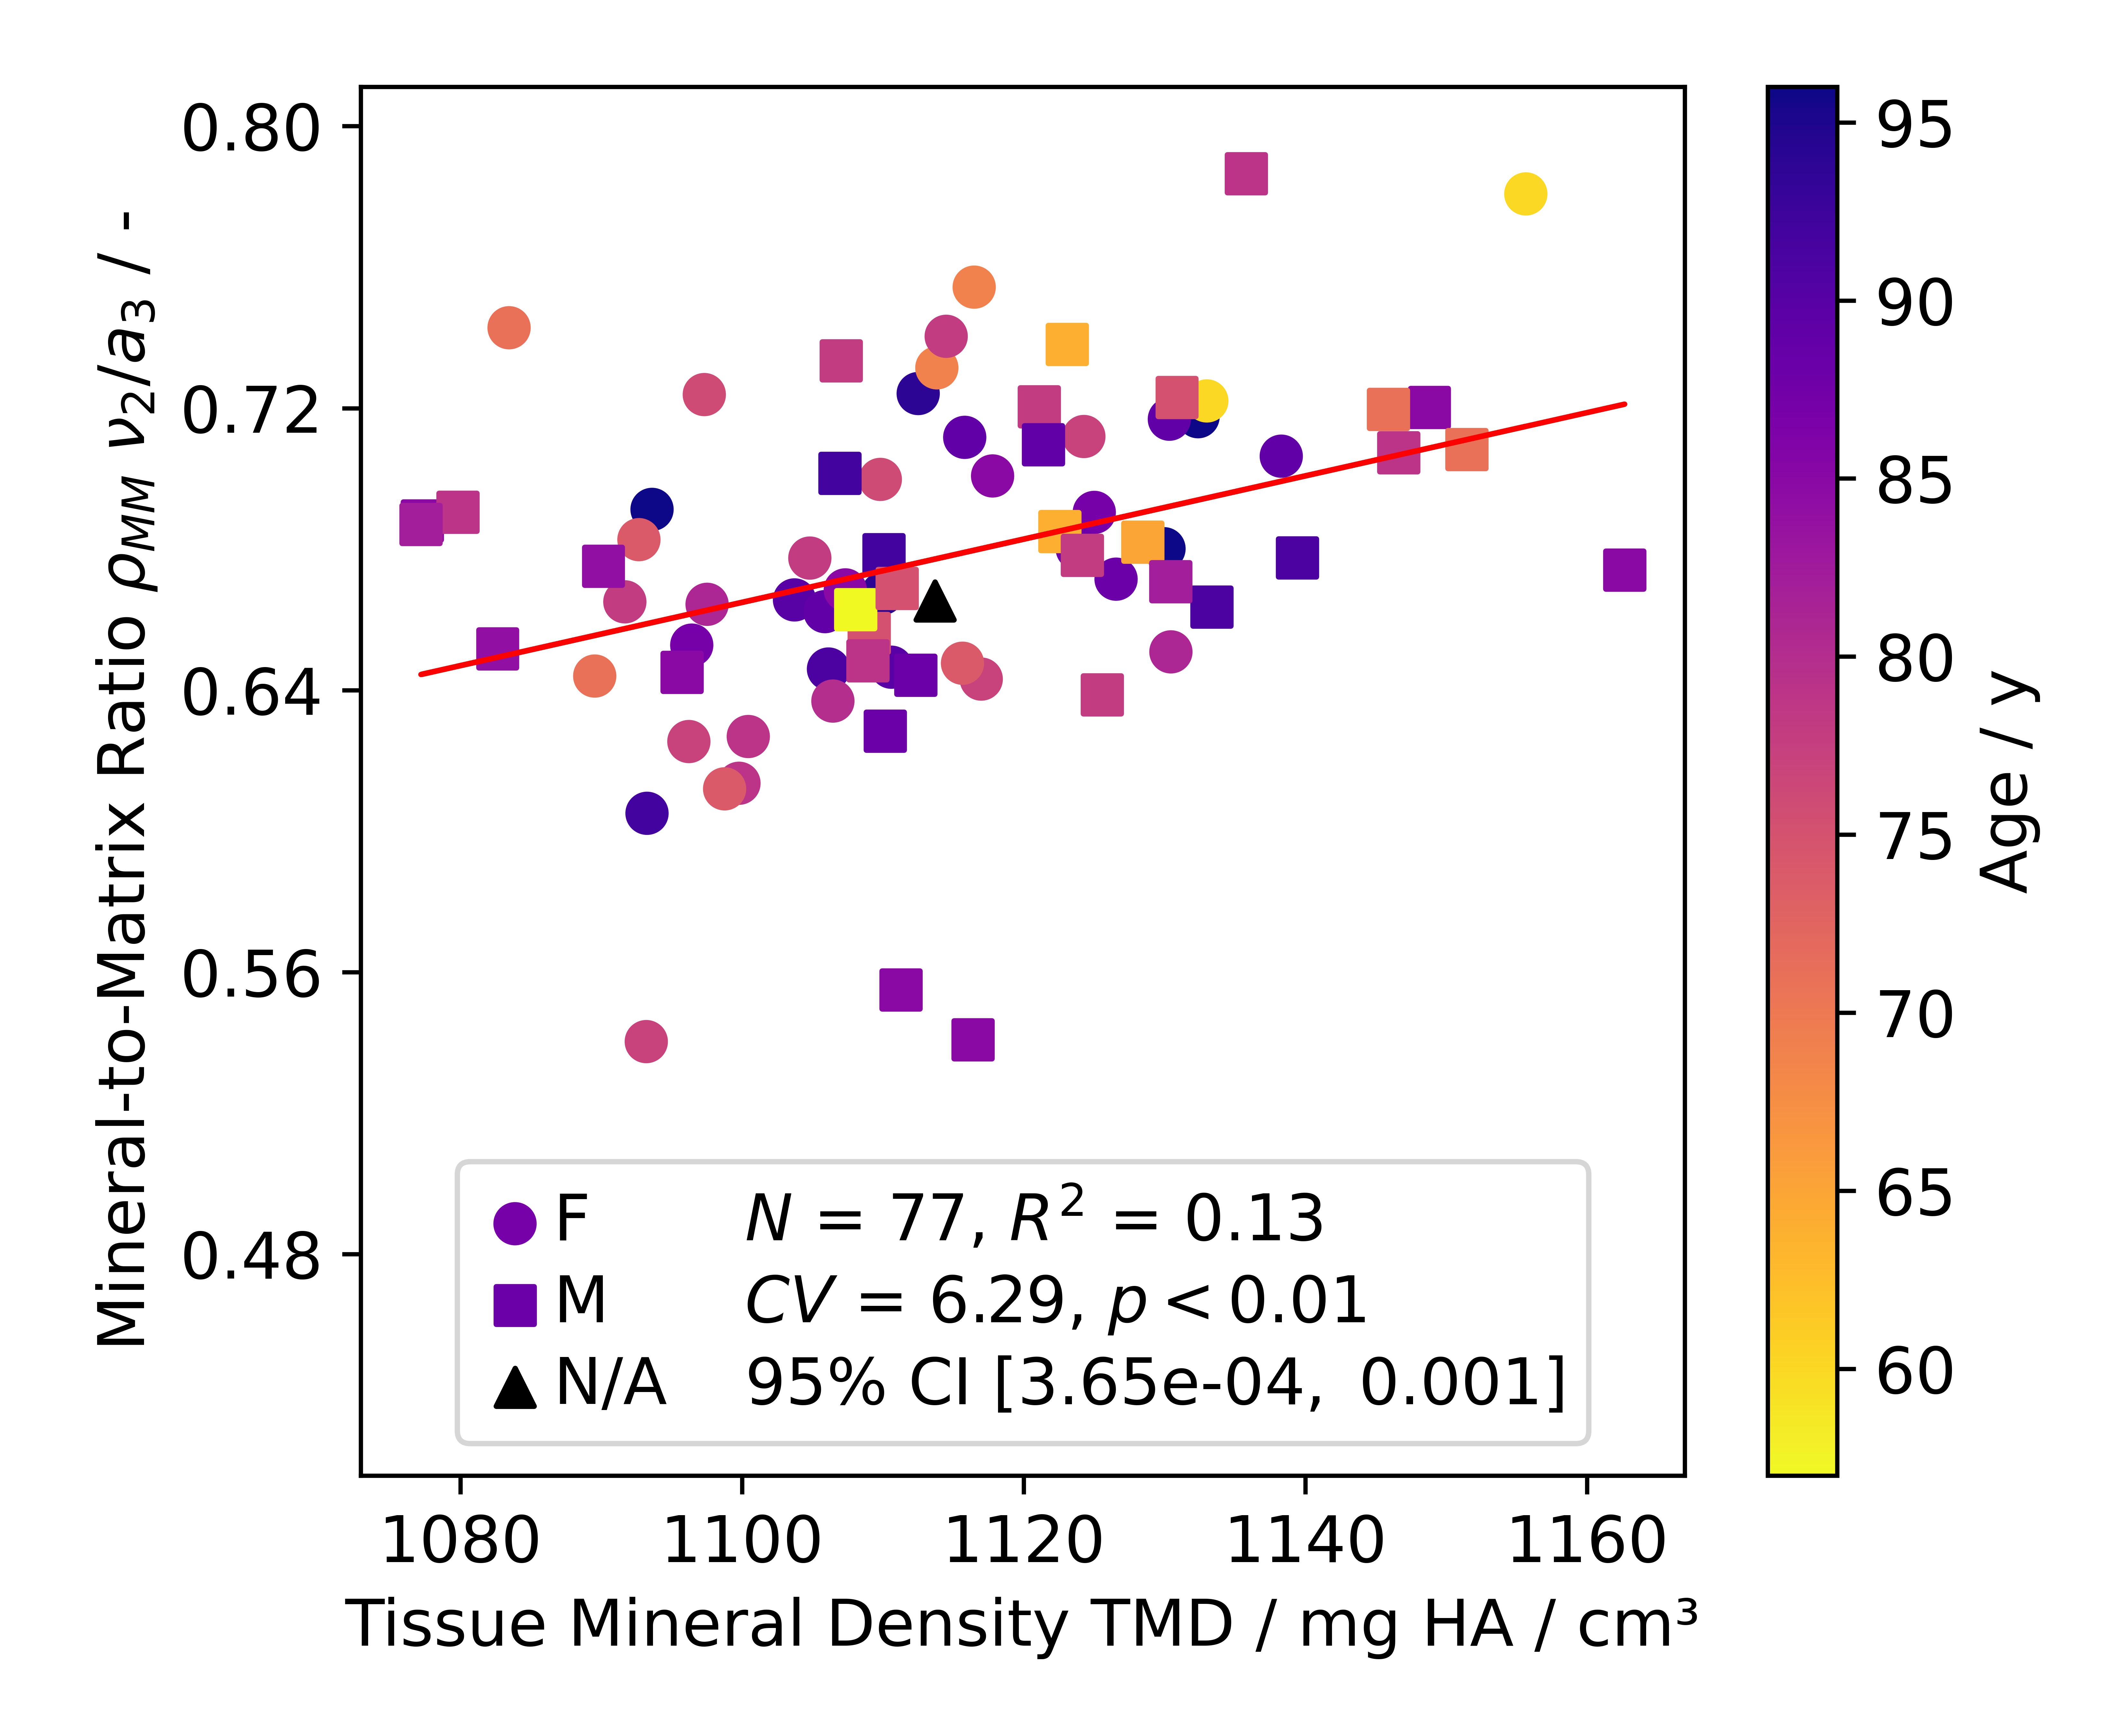 Mineral-to-Matrix Ratio ρMM ν₂/a₃ / -
0.80
0.72
0.64
0.56
0.48
F N = 77, R² = 0.13
M CV = 6.29, p < 0.01
N/A 95% CI [3.65e-04, 0.001]
1080 1100 1120 1140 1160
Tissue Mineral Density TMD / mg HA / cm³
95
90
85
80
75
70
65
60
Age / y